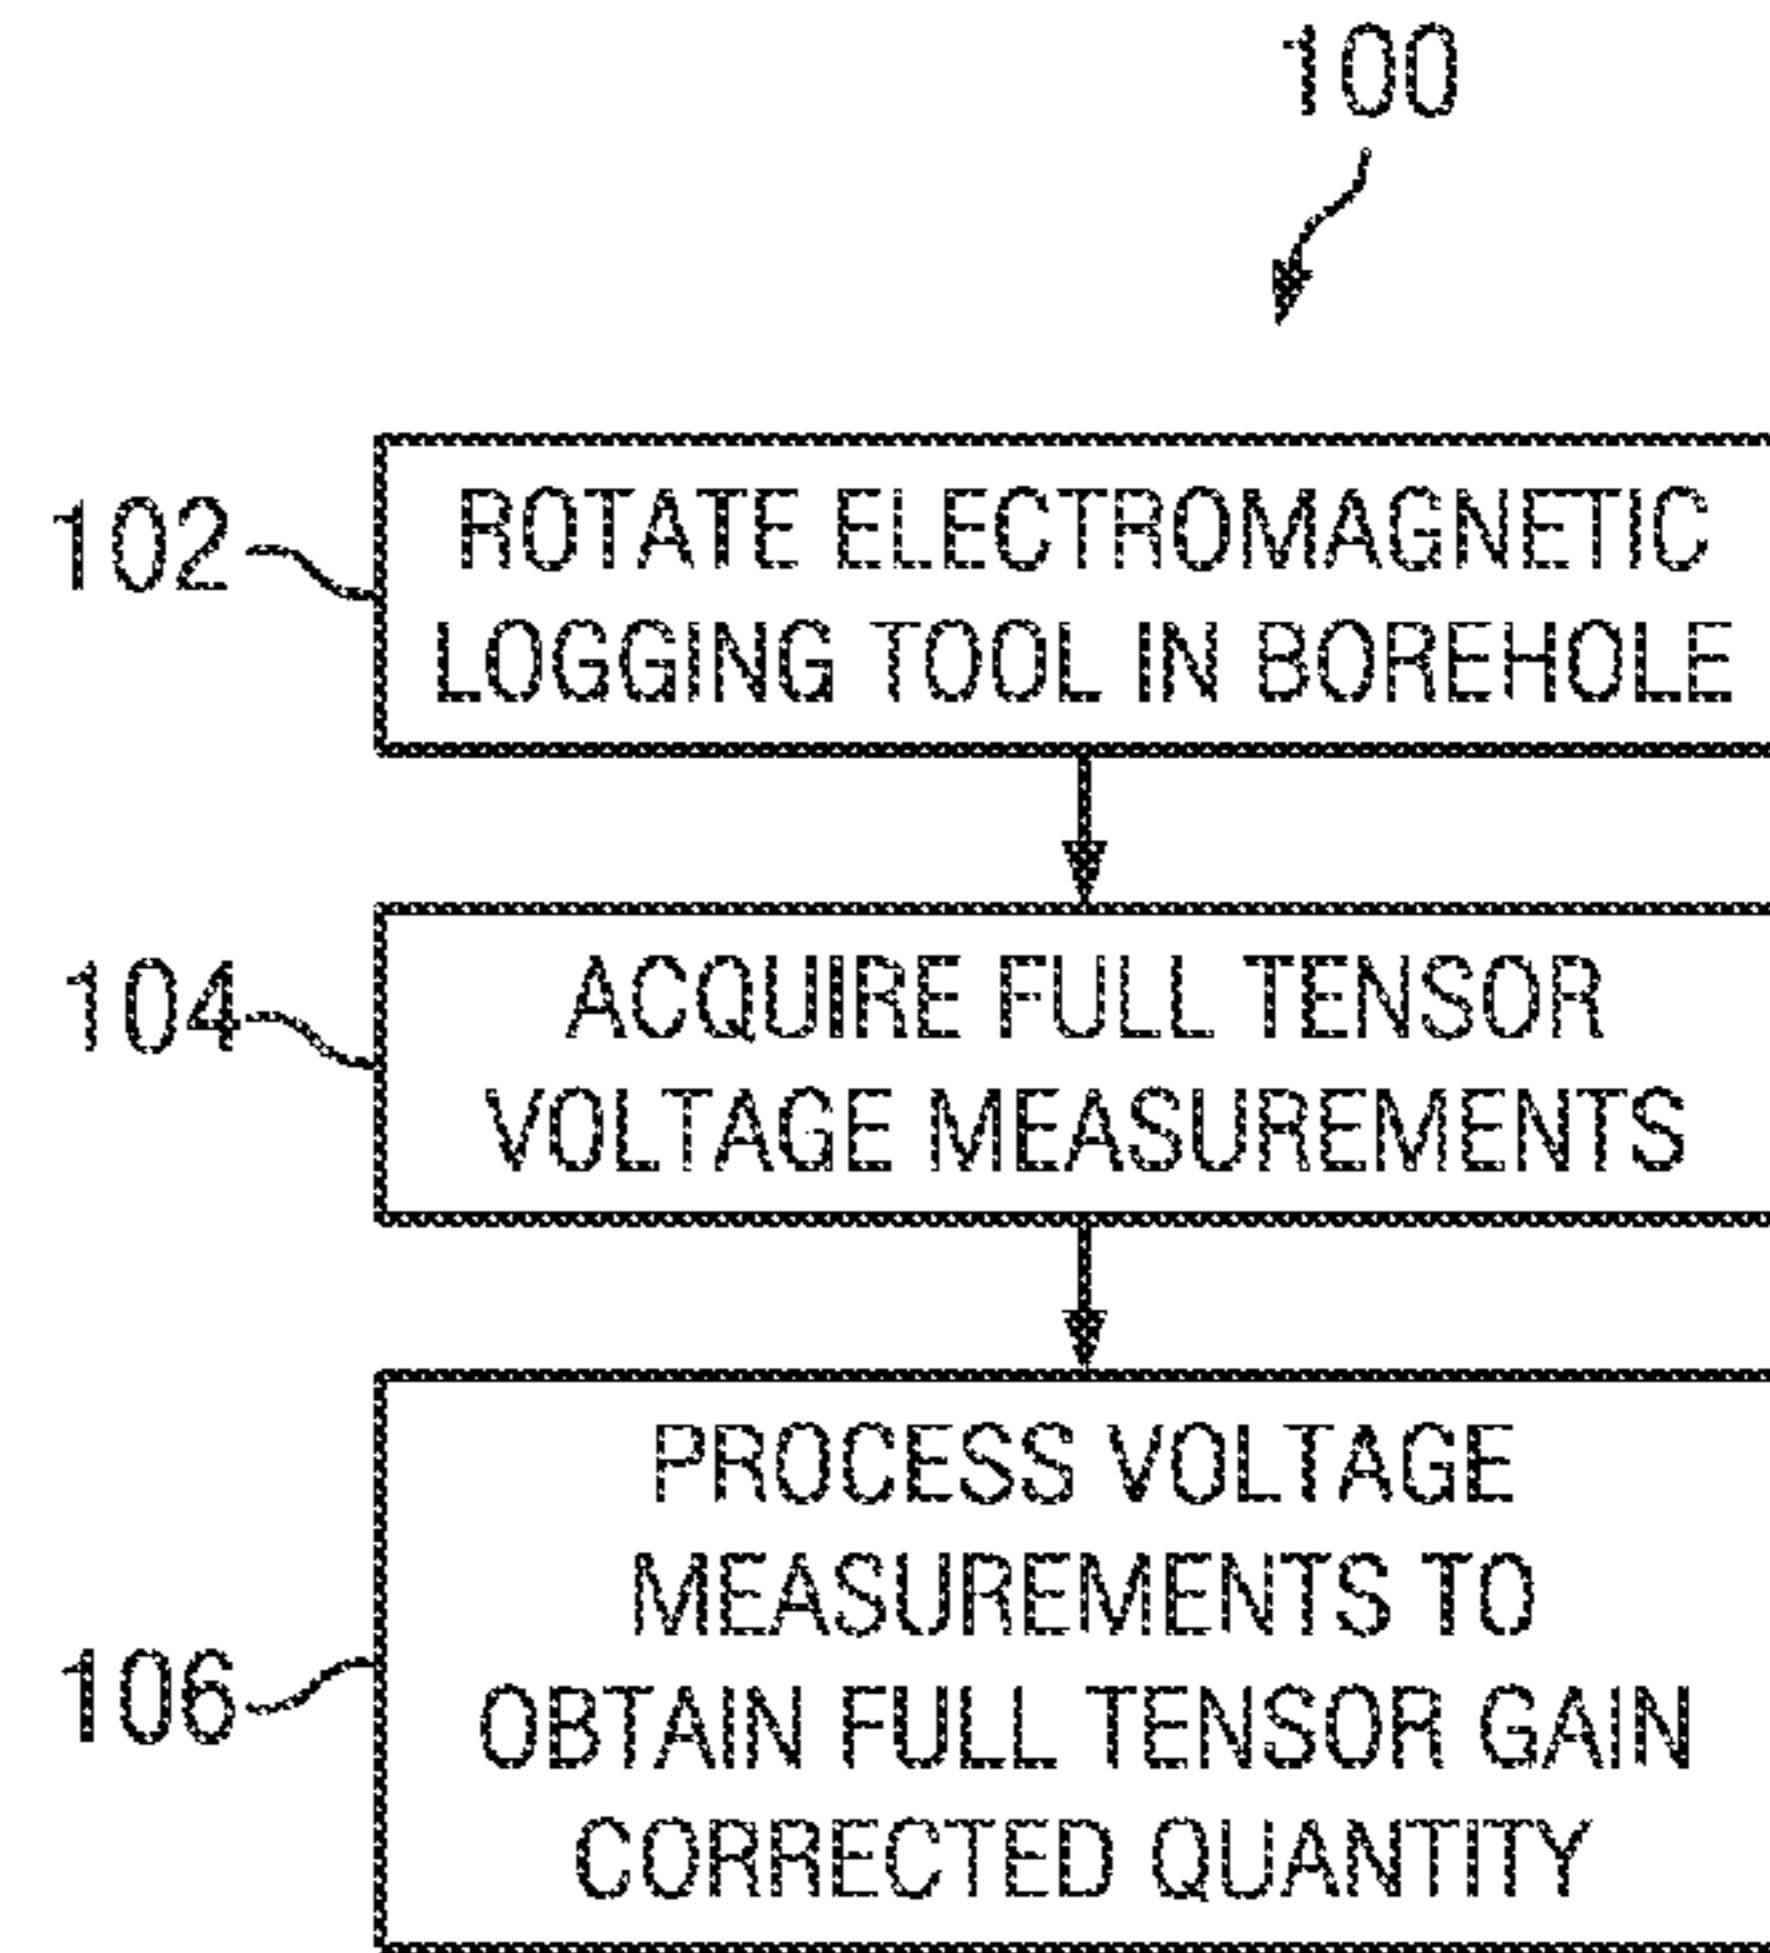 100
102
ROTATE ELECTROMAGNETIC
LOGGING TOOL IN BOREHOLE
104
ACQUIRE FULL TENSOR
VOLTAGE MEASUREMENTS
106
PROCESS VOLTAGE
MEASUREMENTS TO
OBTAIN FULL TENSOR GAIN
CORRECTED QUANTITY